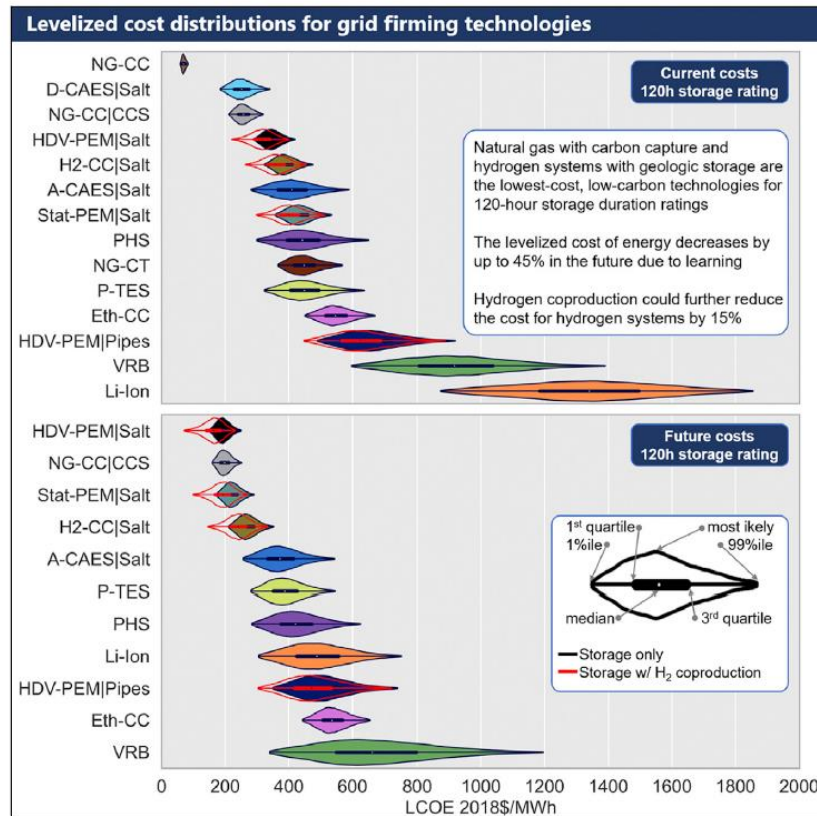 Levelized cost distributions for grid firming technologies
NG-CC
D-CAES|Salt
NG-CC|CCS
HDV-PEM|Salt
H2-CC|Salt
A-CAES|Salt
Stat-PEM|Salt
PHS
NG-CT
P-TES
Eth-CC
HDV-PEM|Pipes
VRB
Li-Ion
Current costs
120h storage rating
Natural gas with carbon capture and
hydrogen systems with geologic storage are
the lowest-cost, low-carbon technologies for
120-hour storage duration ratings
The levelized cost of energy decreases by
up to 45% in the future due to learning
Hydrogen coproduction could further reduce
the cost for hydrogen systems by 15%
HDV-PEM|Salt
NG-CC|CCS
Stat-PEM|Salt
H2-CC|Salt
A-CAES|Salt
P-TES
PHS
Li-Ion
HDV-PEM|Pipes
Eth-CC
VRB
Future costs
120h storage rating
1st quartile
most ikely
1%ile
99%ile
median
3rd quartile
Storage only
Storage w/ H2 coproduction
0 200 400 600 800 1000 1200 1400 1600 1800 2000
LCOE 2018$/MWh